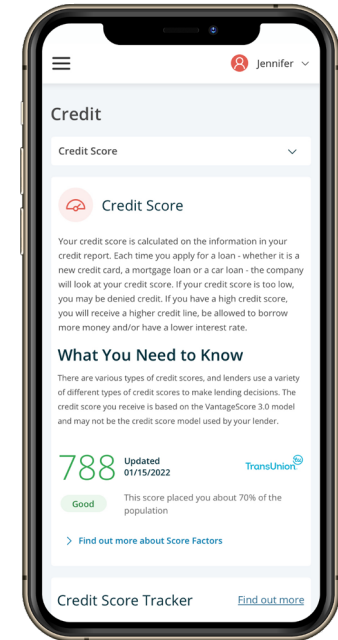 Jennifer
Credit
Credit Score
Credit Score
Your credit score is calculated on the information in your
credit report. Each time you apply for a loan - whether it is a
new credit card, a mortgage loan or a car loan - the company
will look at your credit score. If your credit score is too low,
you may be denied credit. If you have a high credit score,
you will receive a higher credit line, be allowed to borrow
more money and/or have a lower interest rate.
What You Need to Know
There are various types of credit scores, and lenders use a variety
of different types of credit scores to make lending decisions. The
credit score you receive is based on the VantageScore 3.0 model
and may not be the credit score model used by your lender.
788
Updated
01/15/2022
TransUnion
tu
Good
This score placed you about 70% of the
population
Find out more about Score Factors
Credit Score Tracker
Find out more